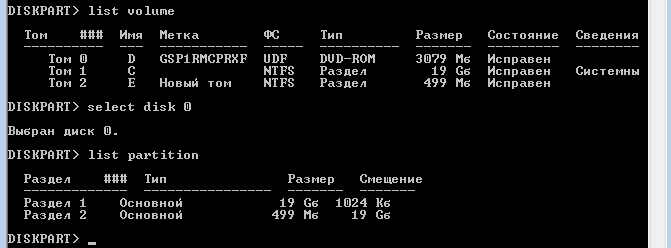 DISKPART> list volume
Том ### Имя Метка ФС Тип Размер Состояние Сведения
---------- --- ----------- ----- ---------- ------- --------- --------
Том 0 D GSP1RMCPRXF UDF DVD-ROM 3079 Мб Исправен
Том 1 C NTFS Раздел 19 Gб Исправен Системны
Том 2 E Новый том NTFS Раздел 499 Мб Исправен
DISKPART> select disk 0
Выбран диск 0.
DISKPART> list partition
Раздел ### Тип Размер Смещение
------------- ---------------- ------- --------
Раздел 1 Основной 19 Gб 1024 Кб
Раздел 2 Основной 499 Мб 19 Gб
DISKPART> _